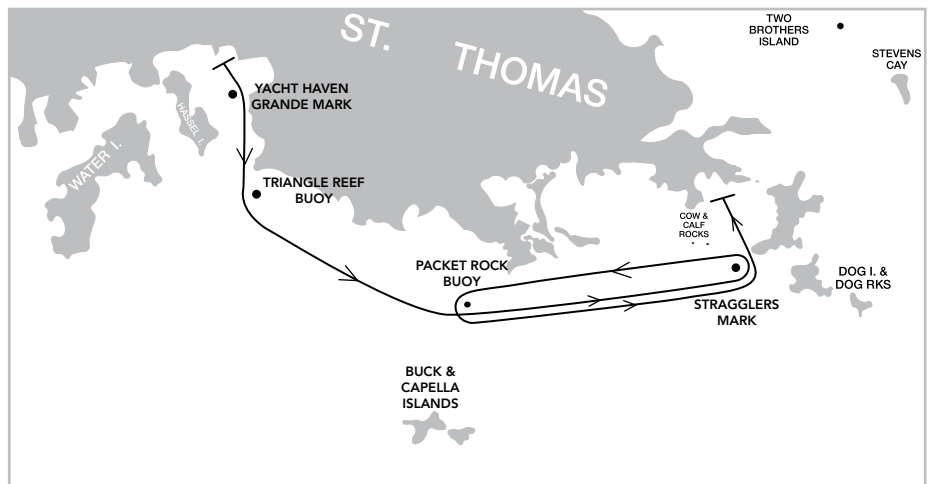 ST.
THOMAS
TWO
BROTHERS
ISLAND
STEVENS
CAY
YACHT HAVEN
GRANDE MARK
HASSEL I.
WATER I.
TRIANGLE REEF
BUOY
COW &
CALF
ROCKS
PACKET ROCK
BUOY
DOG I. &
DOG RKS
STRAGGLERS
MARK
BUCK &
CAPELLA
ISLANDS